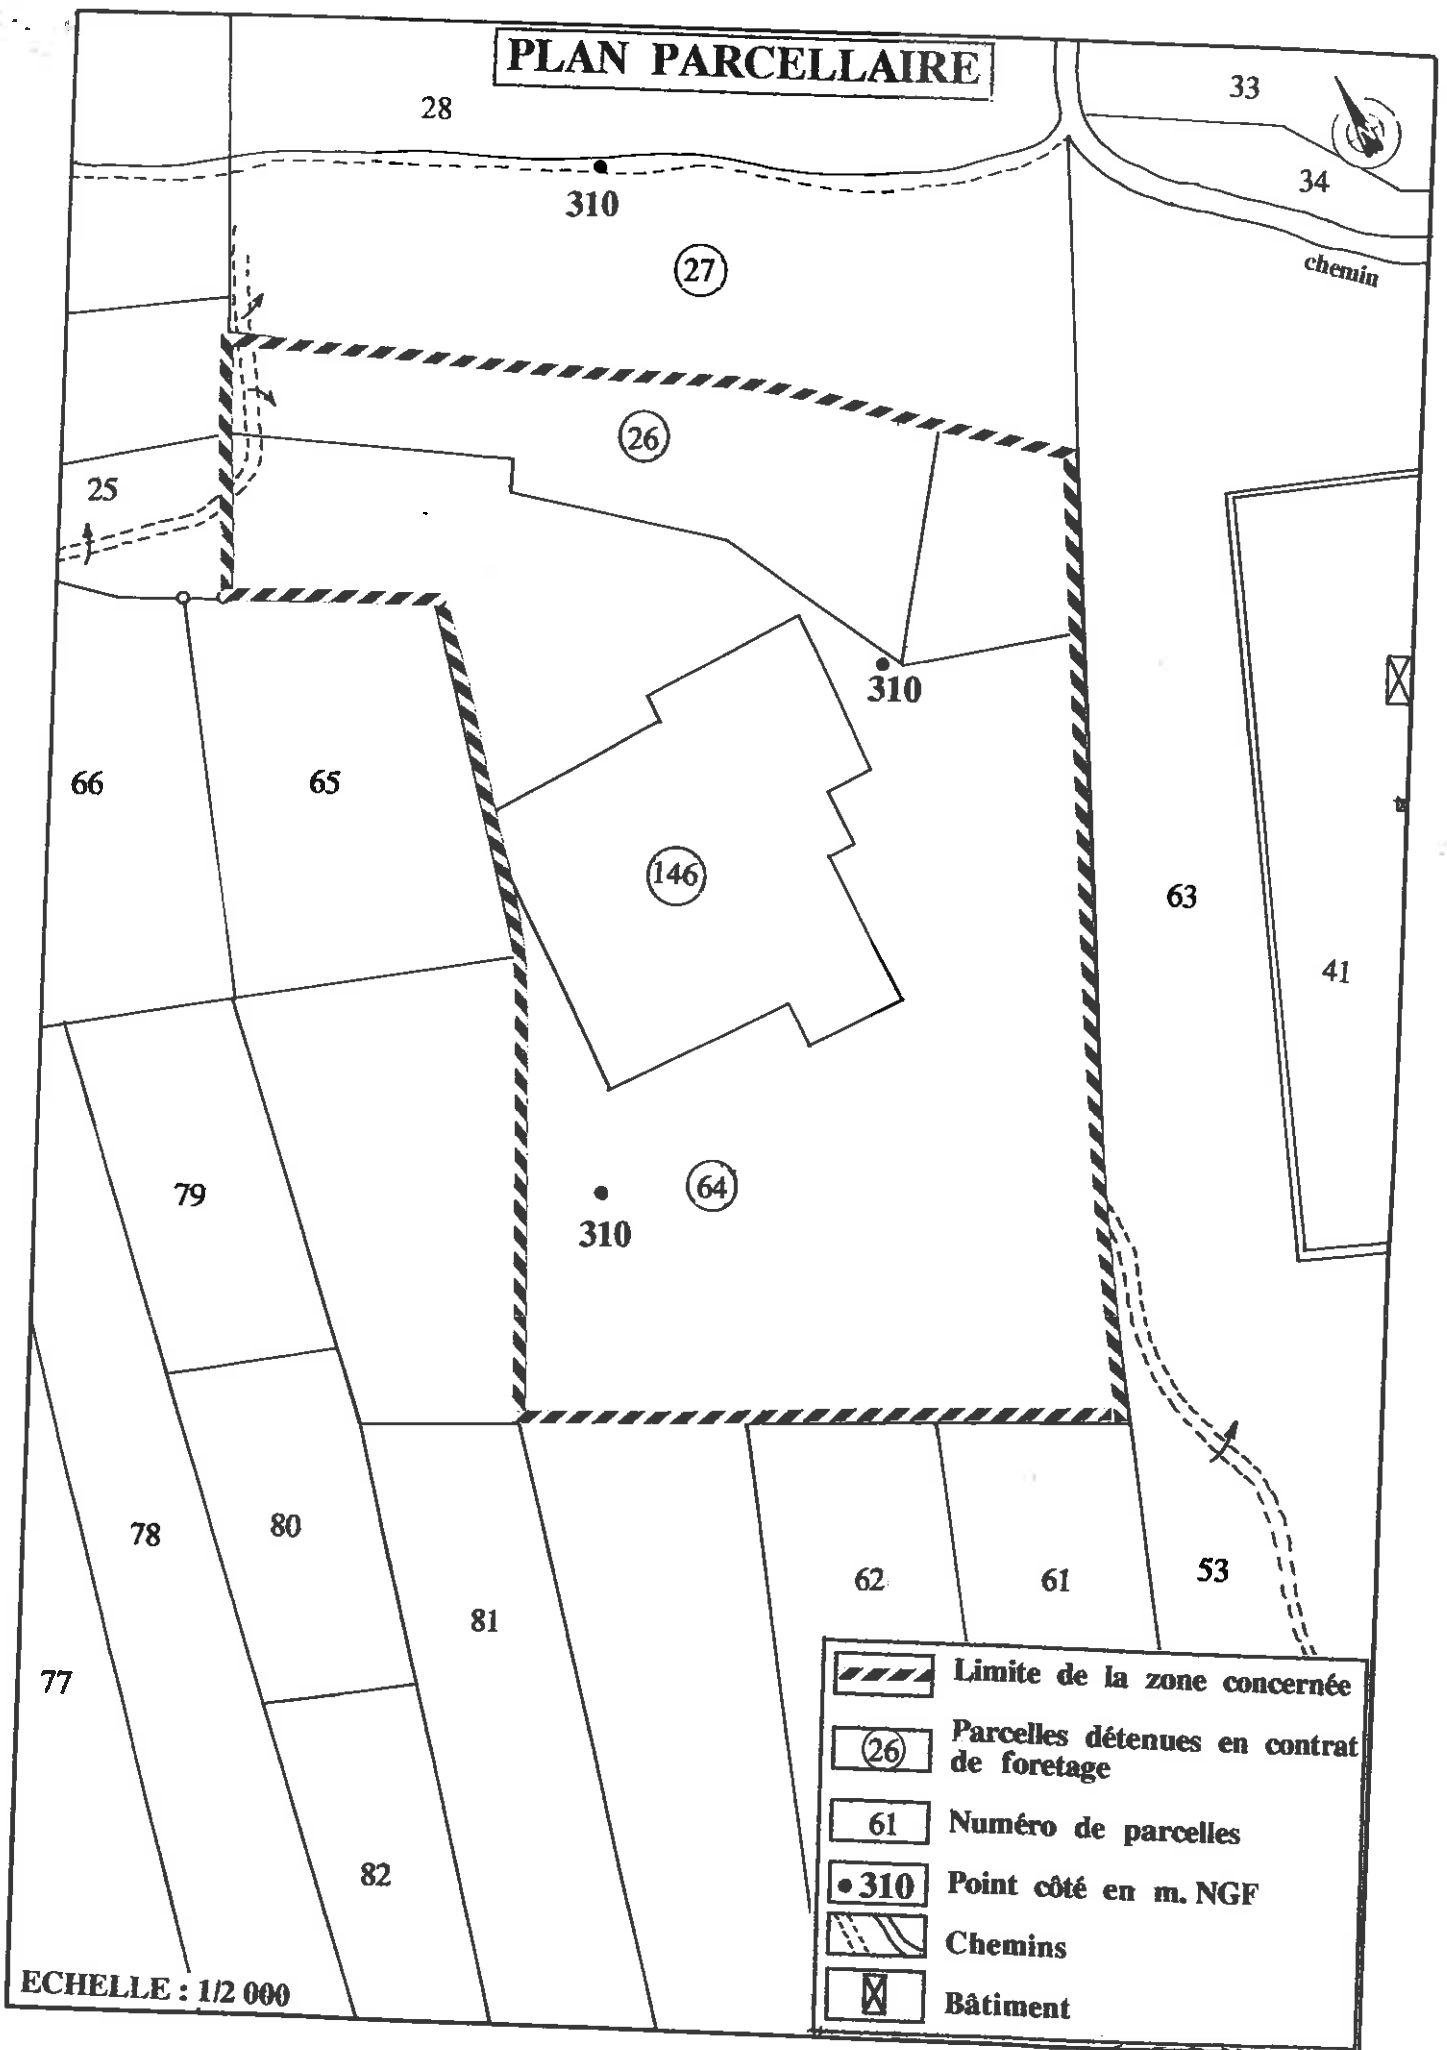 PLAN PARCELLAIRE
28
33
34
310
27
chemin
26
25
310
66
65
146
63
41
79
64
310
78
80
62
61
53
81
77
82
Limite de la zone concernée
26
Parcelles détenues en contrat
de foretage
61
Numéro de parcelles
310
Point côté en m. NGF
Chemins
Bâtiment
ECHELLE : 1/2 000